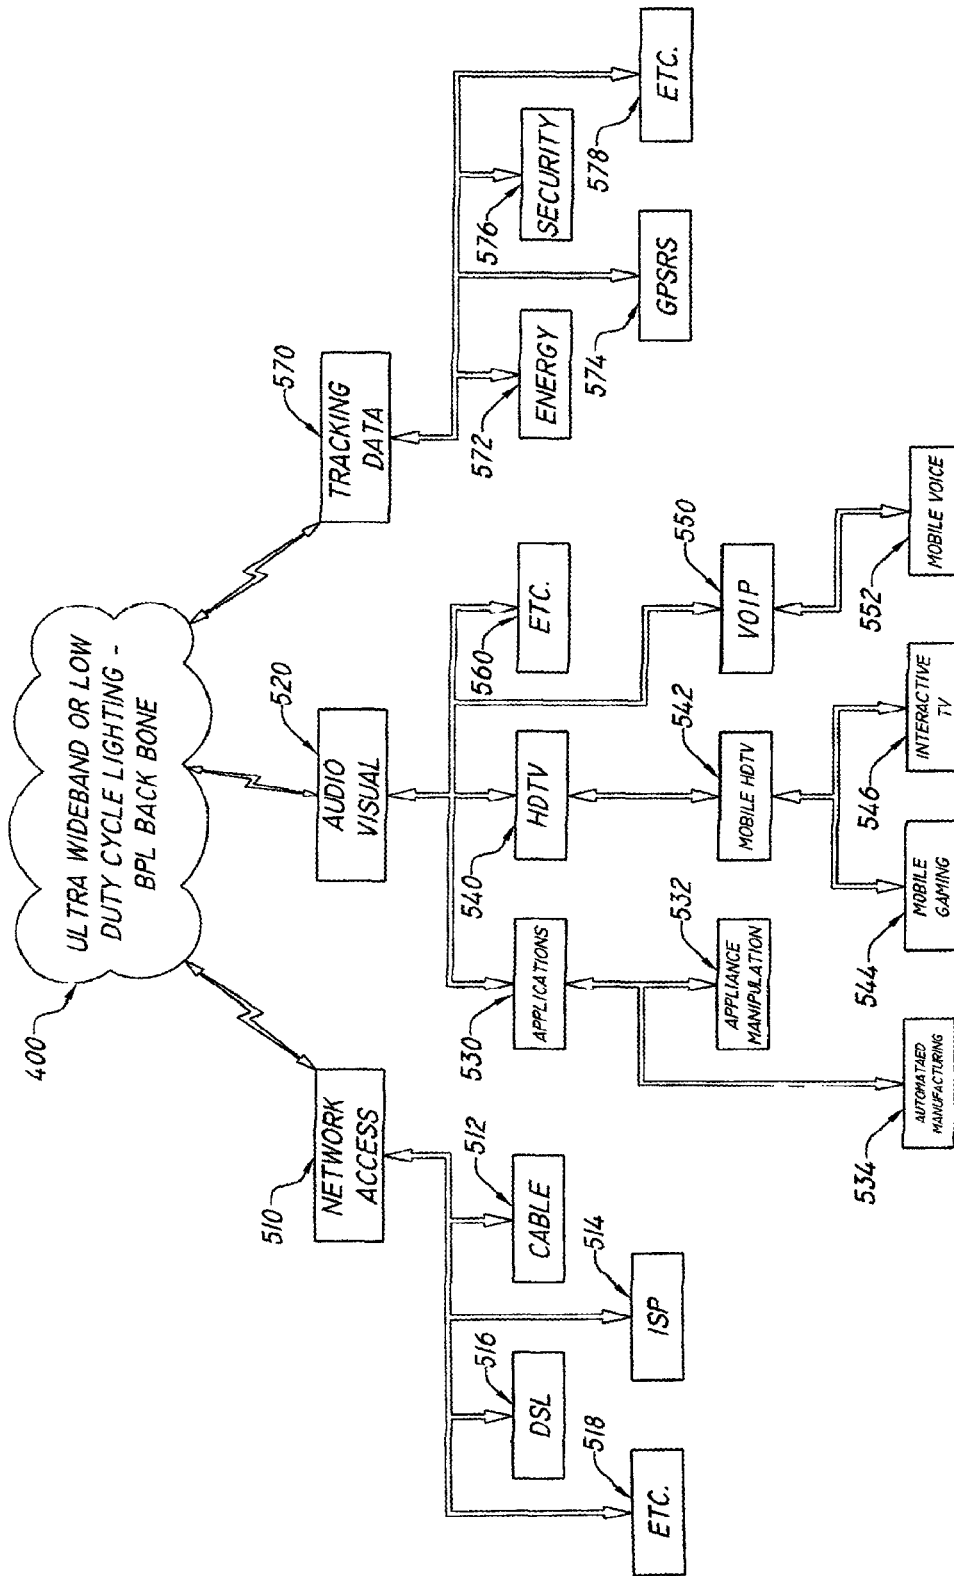 ULTRA WIDEBAND OR LOW
DUTY CYCLE LIGHTING -
BPL BACK BONE
400
NETWORK
ACCESS
510
AUDIO
VISUAL
520
TRACKING
DATA
570
CABLE
512
ISP
514
DSL
516
ETC.
518
APPLICATIONS
530
APPLIANCE
MANIPULATION
532
AUTOMATAED
MANUFACTURING
534
HDTV
540
MOBILE HDTV
542
MOBILE
GAMING
544
INTERACTIVE
TV
546
VOIP
550
MOBILE VOICE
552
ETC.
560
ENERGY
572
GPSRS
574
SECURITY
576
ETC.
578